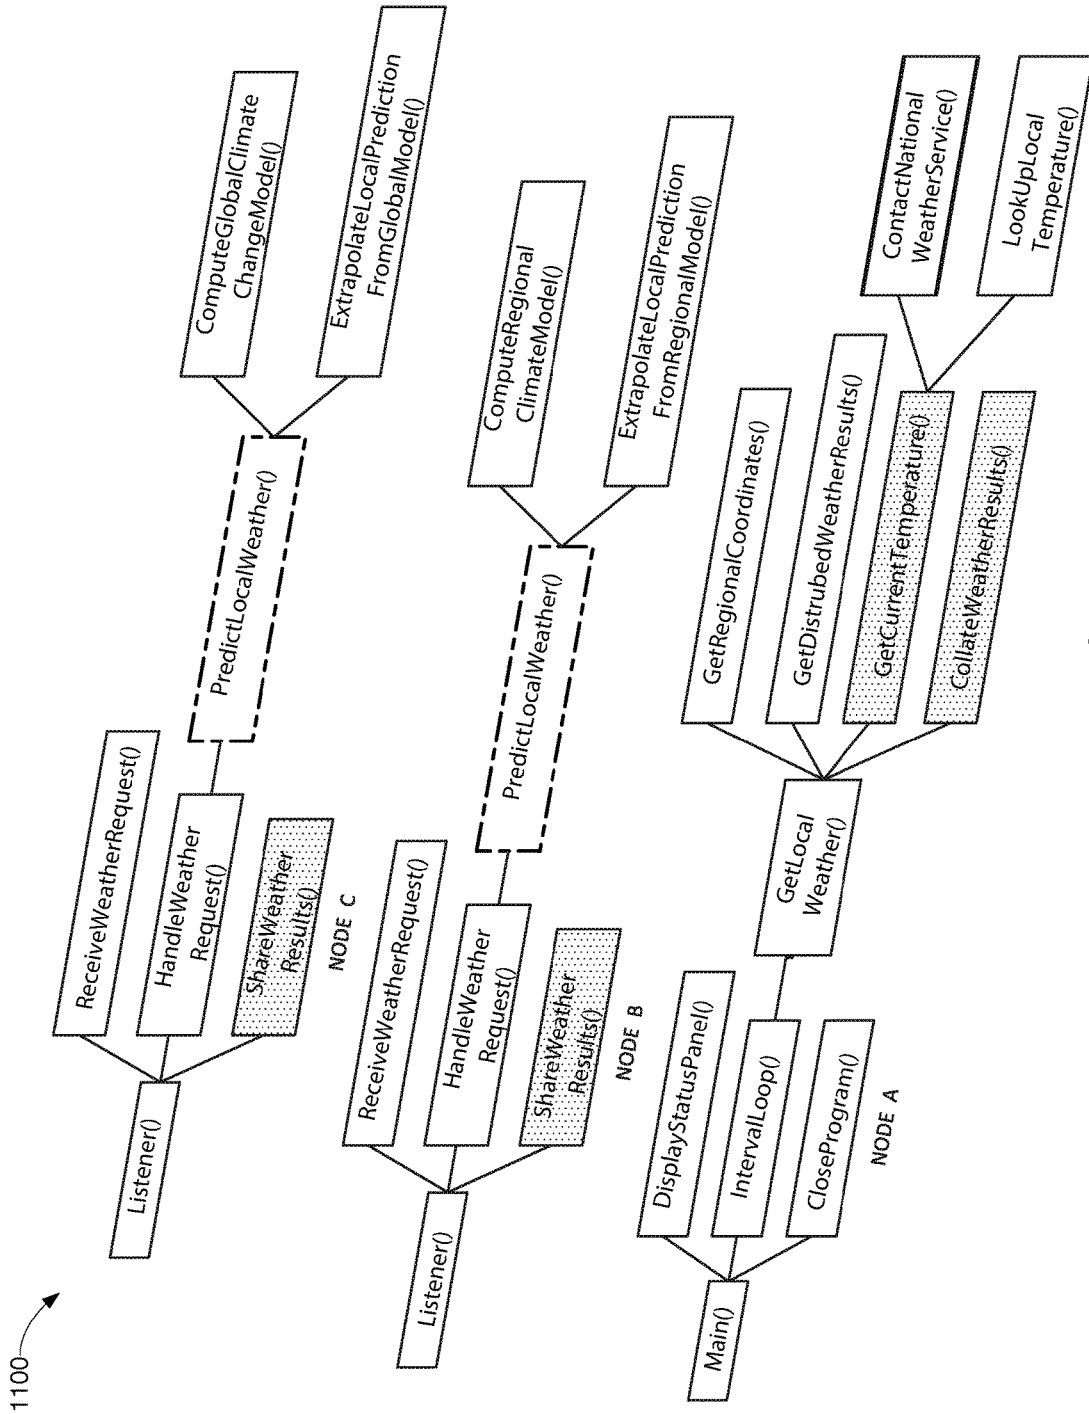 1100
Listener()
ReceiveWeatherRequest()
HandleWeather
Request()
ShareWeather
Results()
NODE C
PredictLocalWeather()
ComputeGlobalClimate
ChangeModel()
ExtrapolateLocalPrediction
FromGlobalModel()
Listener()
ReceiveWeatherRequest()
HandleWeather
Request()
ShareWeather
Results()
NODE B
PredictLocalWeather()
ComputeRegional
ClimateModel()
ExtrapolateLocalPrediction
FromRegionalModel()
Main()
DisplayStatusPanel()
IntervalLoop()
CloseProgram()
NODE A
GetLocal
Weather()
GetRegionalCoordinates()
GetDistrubedWeatherResults()
GetCurrentTemperature()
CollateWeatherResults()
ContactNational
WeatherService()
LookUpLocal
Temperature()